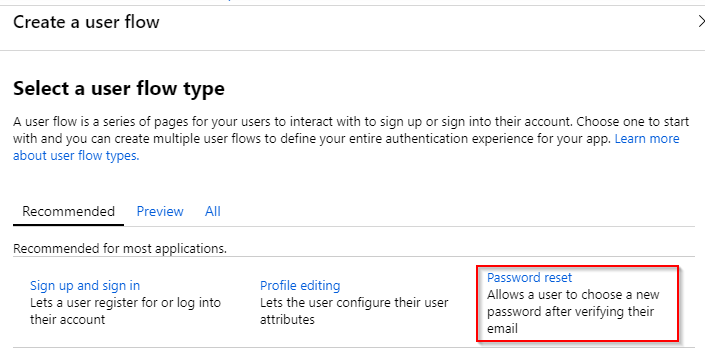 Create a user flow
Select a user flow type
A user flow is a series of pages for your users to interact with to sign up or sign into their account. Choose one to start
with and you can create multiple user flows to define your entire authentication experience for your app. Learn more
about user flow types.
Recommended Preview All
Recommended for most applications.
Sign up and sign in
Lets a user register for or log into
their account
Profile editing
Lets the user configure their user
attributes
Password reset
Allows a user to choose a new
password after verifying their
email